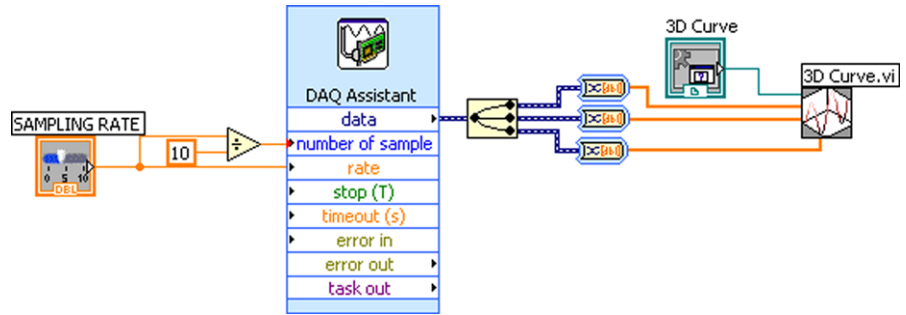 3D Curve
3D Curve.vi
SAMPLING RATE
0 5 10
DBL
10
÷
DAQ Assistant
data
number of sample
rate
stop (T)
timeout (s)
error in
error out
task out
?